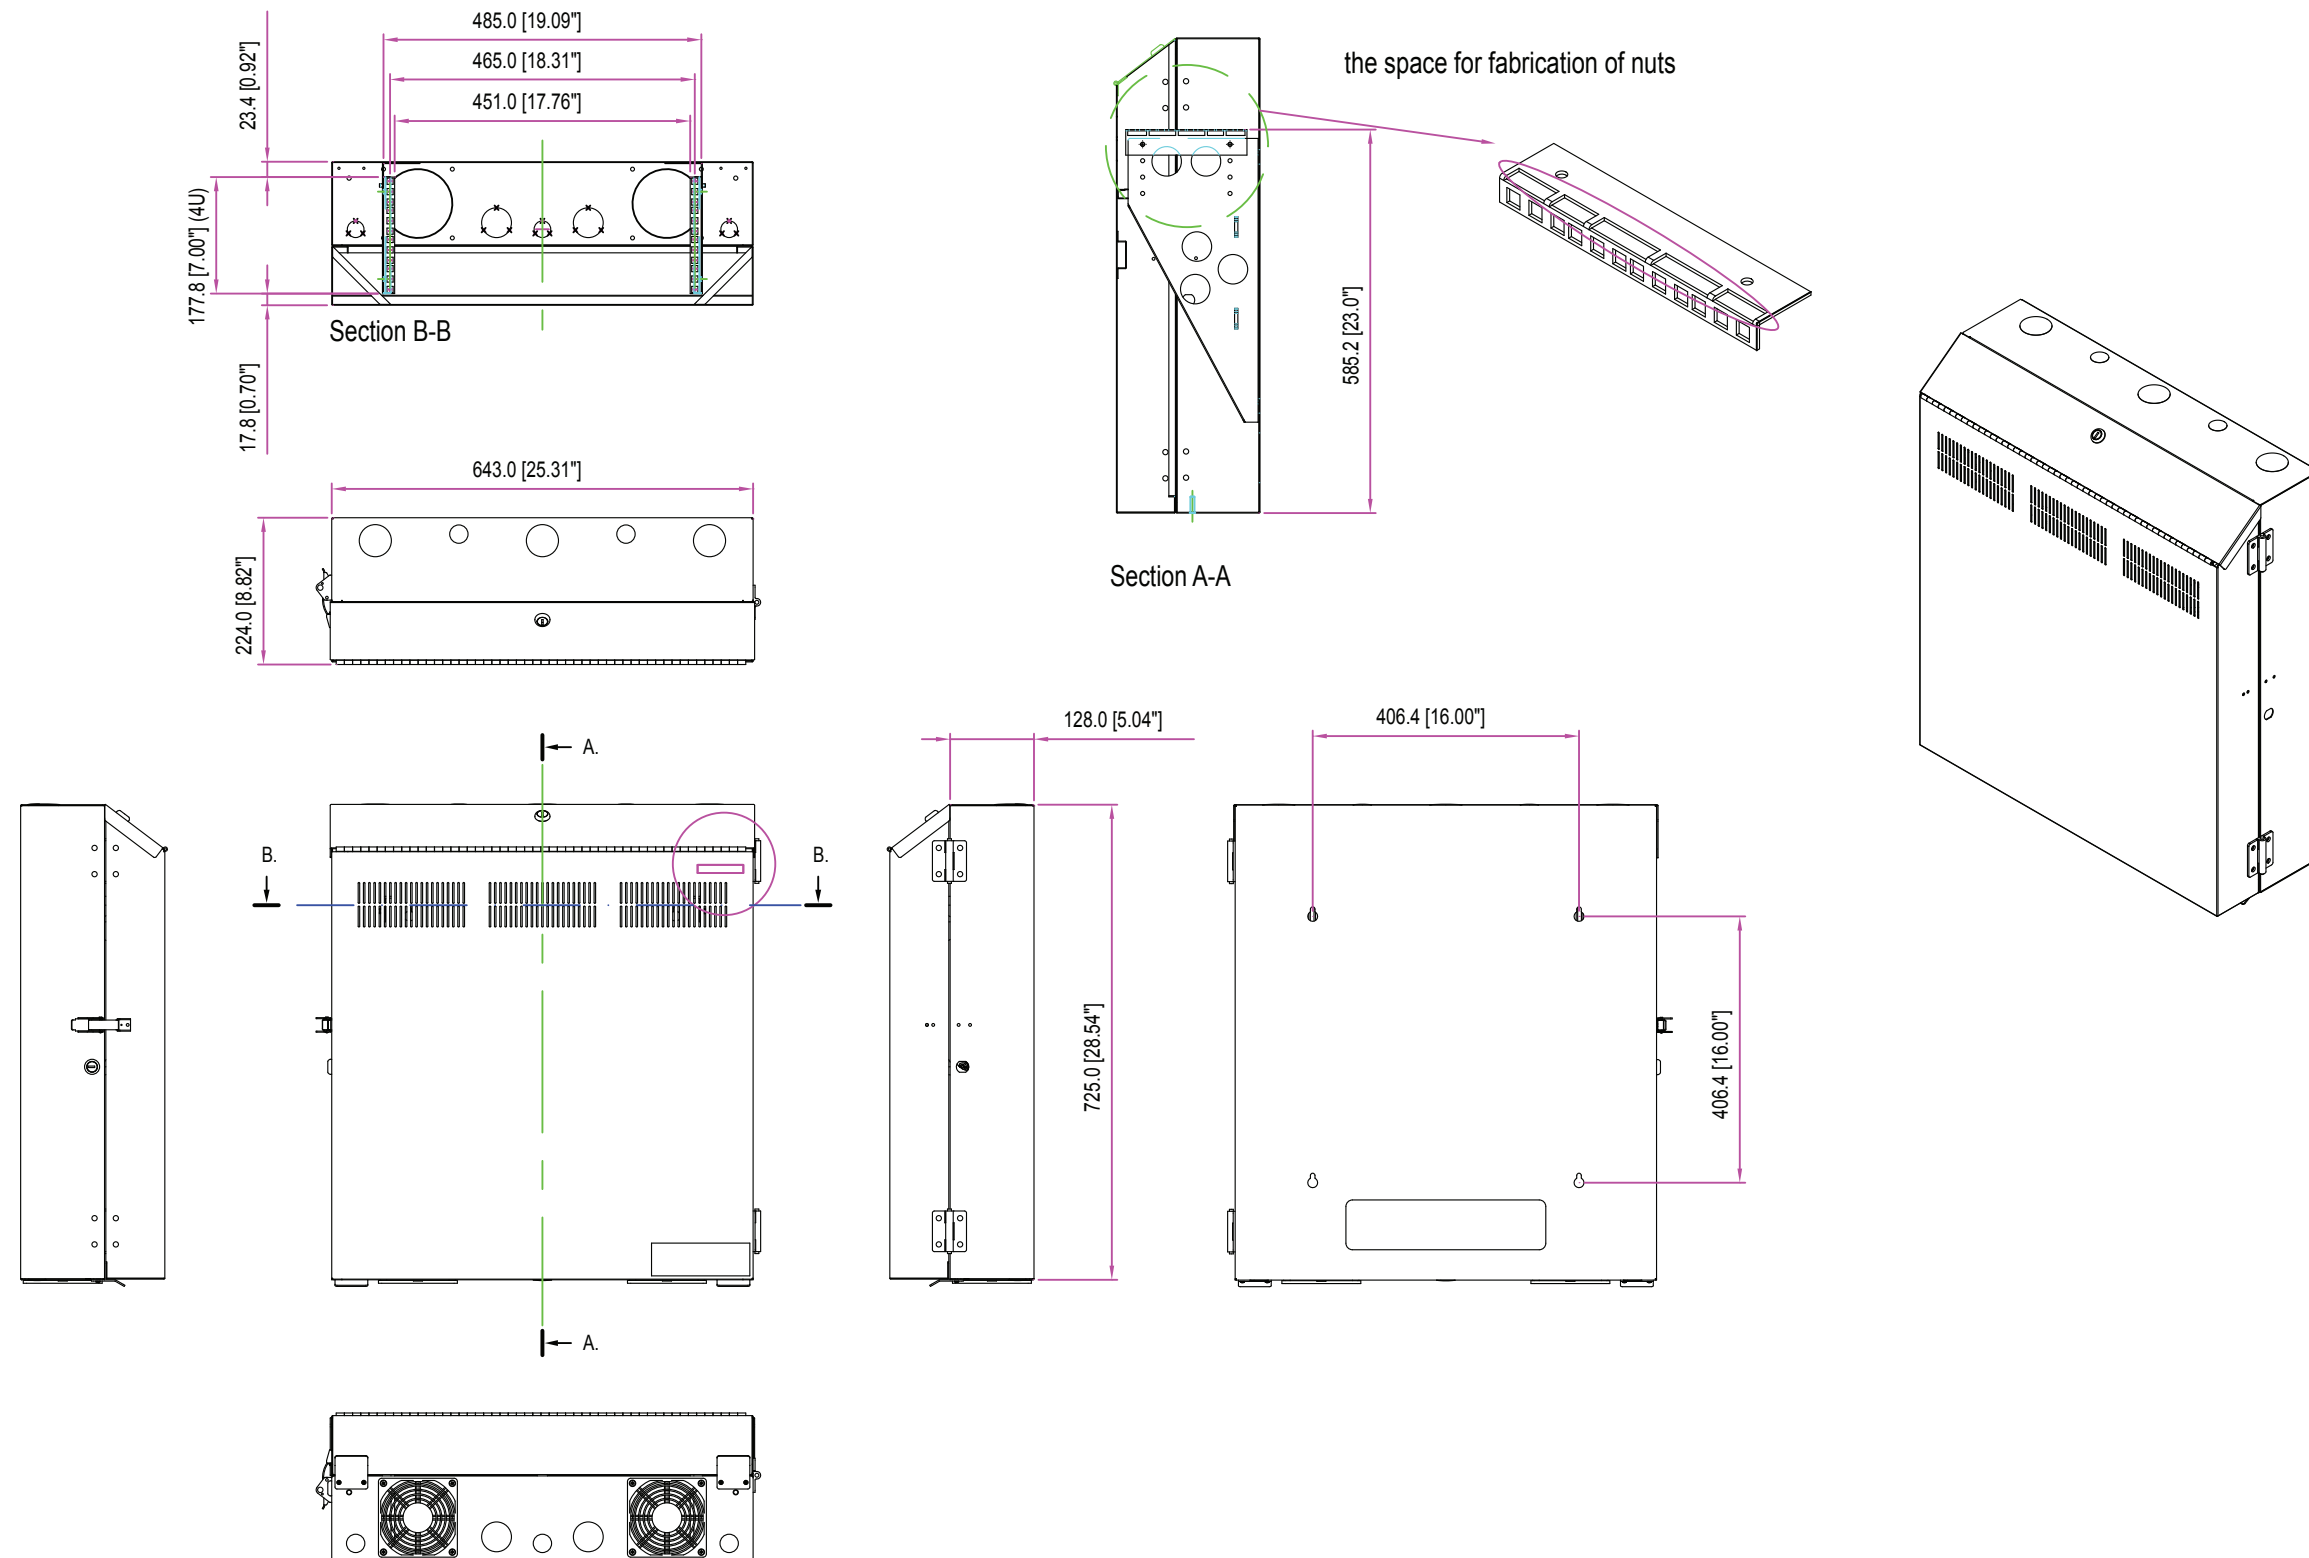 485.0 [19.09"]
465.0 [18.31"]
451.0 [17.76"]
23.4 [0.92"]
177.8 [7.00"] (4U)
17.8 [0.70"]
Section B-B
the space for fabrication of nuts
585.2 [23.0"]
Section A-A
643.0 [25.31"]
224.0 [8.82"]
A.
B.
B.
A.
128.0 [5.04"]
725.0 [28.54"]
406.4 [16.00"]
406.4 [16.00"]